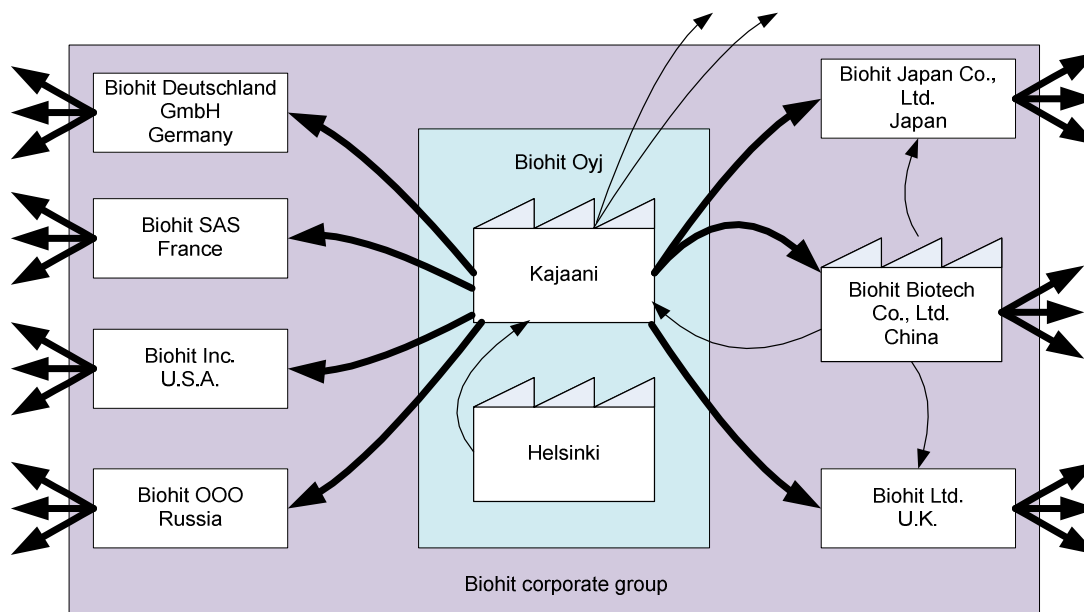 Biohit Deutschland
GmbH
Germany
Biohit SAS
France
Biohit Inc.
U.S.A.
Biohit OOO
Russia
Biohit Oyj
Kajaani
Helsinki
Biohit Japan Co.,
Ltd.
Japan
Biohit Biotech
Co., Ltd.
China
Biohit Ltd.
U.K.
Biohit corporate group